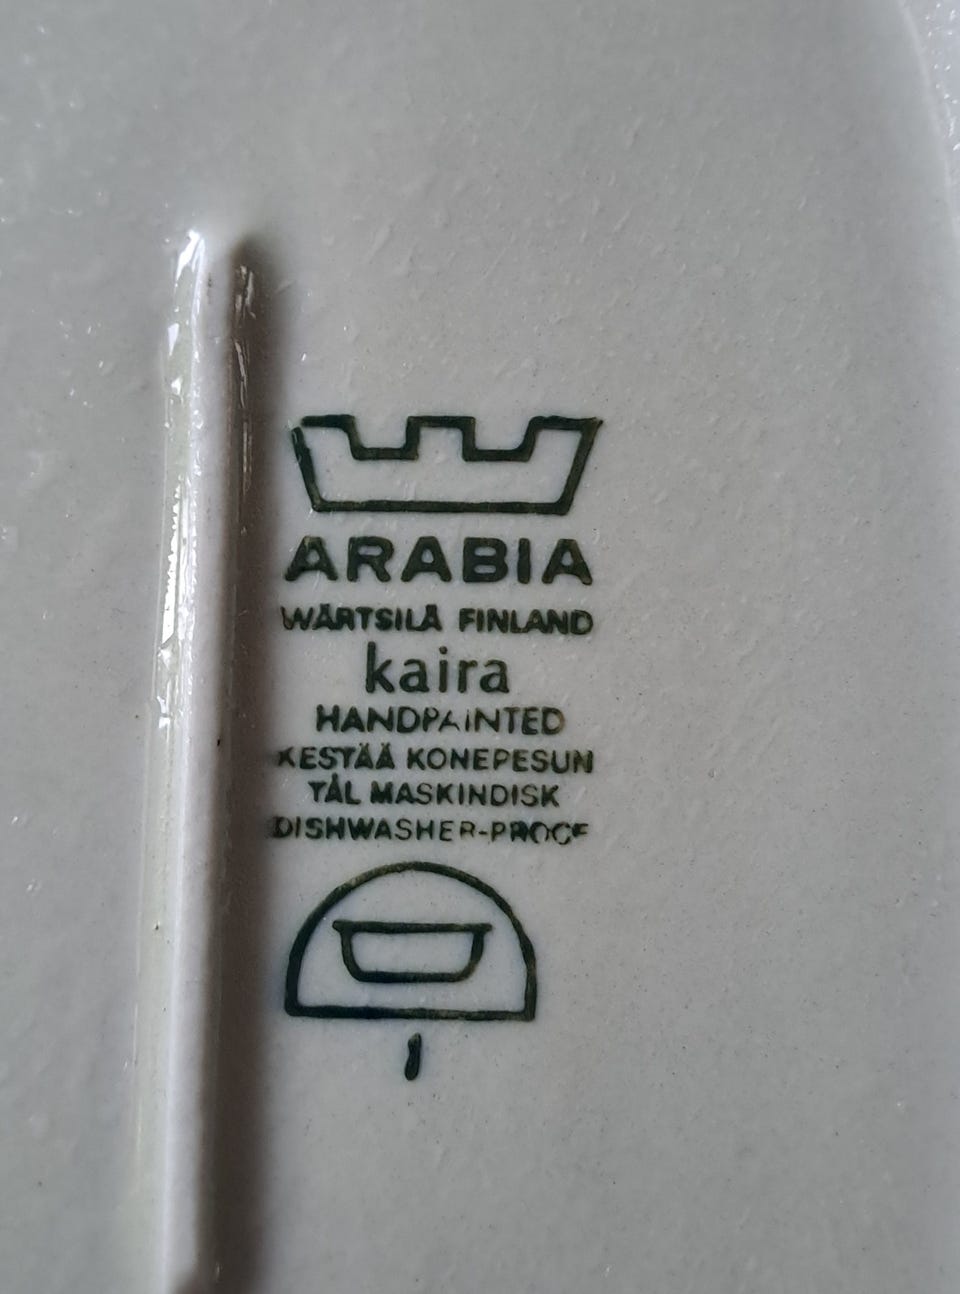 ARABIA
WÄRTSILÄ FINLAND
kaira
HANDPAINTED
KESTÄÄ KONEPESUN
TÅL MASKINDISK
DISHWASHER-PROOF
1